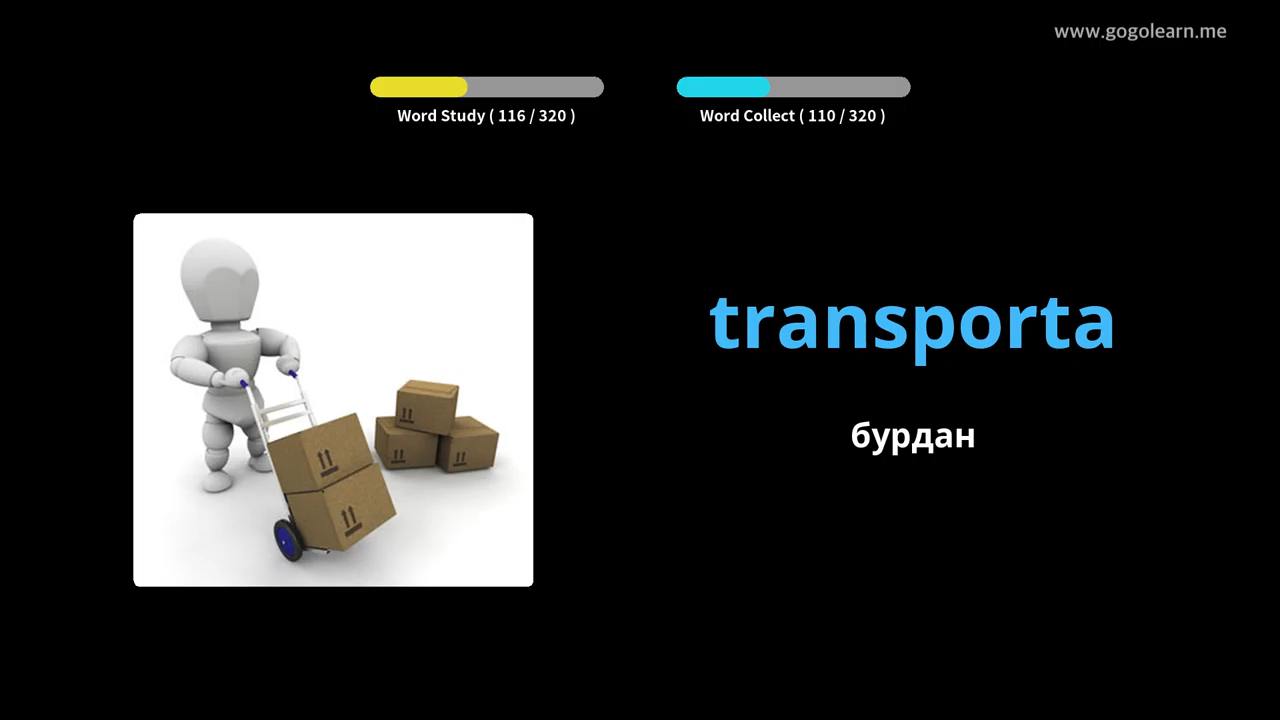 www.gogolearn.me
Word Study ( 116 / 320 )
Word Collect ( 110 / 320 )
transporta
бурдан